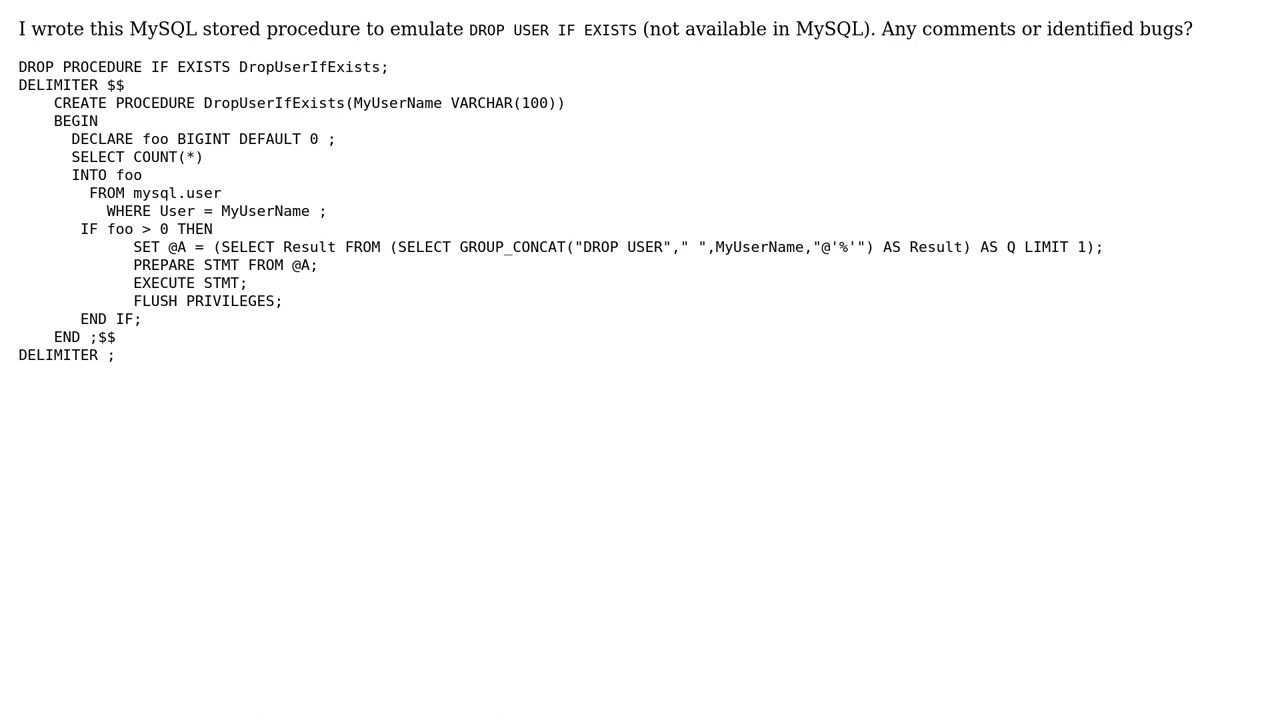 I wrote this MySQL stored procedure to emulate DROP USER IF EXISTS (not available in MySQL). Any comments or identified bugs?
DROP PROCEDURE IF EXISTS DropUserIfExists;
DELIMITER $$
    CREATE PROCEDURE DropUserIfExists(MyUserName VARCHAR(100))
    BEGIN
      DECLARE foo BIGINT DEFAULT 0 ;
      SELECT COUNT(*)
      INTO foo
        FROM mysql.user
          WHERE User = MyUserName ;
       IF foo > 0 THEN
             SET @A = (SELECT Result FROM (SELECT GROUP_CONCAT("DROP USER"," ",MyUserName,"@'%'") AS Result) AS Q LIMIT 1);
             PREPARE STMT FROM @A;
             EXECUTE STMT;
             FLUSH PRIVILEGES;
       END IF;
    END ;$$
DELIMITER ;